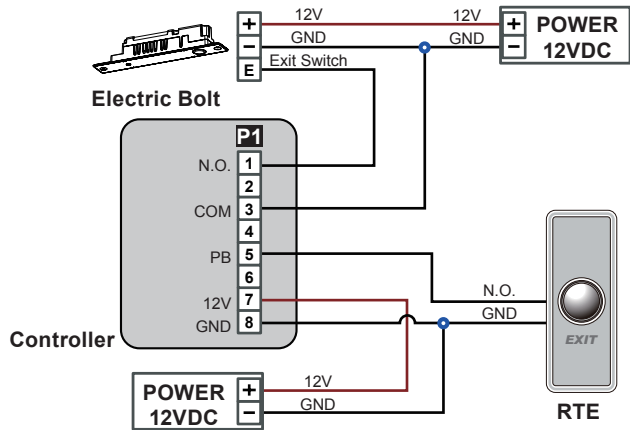 12V 12V
+ + POWER
GND GND
- - 12VDC
E Exit Switch
Electric Bolt
P1
N.O. 1
2
COM 3
4
PB 5
6
12V 7
GND 8
Controller
N.O.
GND
EXIT
RTE
POWER + 12V
12VDC - GND